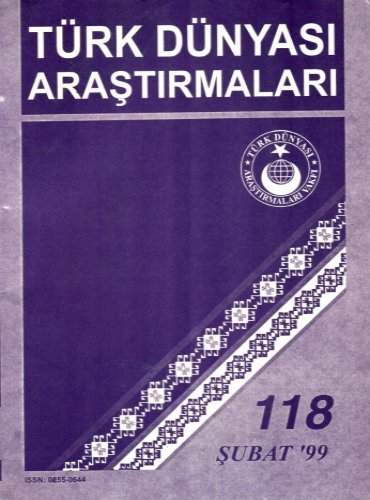 TÜRK DÜNYASI
ARAŞTIRMALARI
TÜRK DÜNYASI
ARAŞTIRMALARI VAKFI
118
ŞUBAT '99
ISSN: 0255-0644